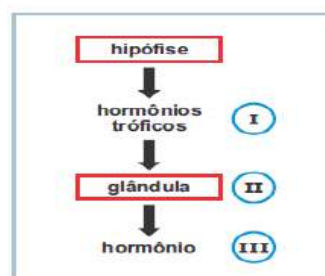 hipófise
hormônios
tróficos
I
glândula
II
hormônio
III